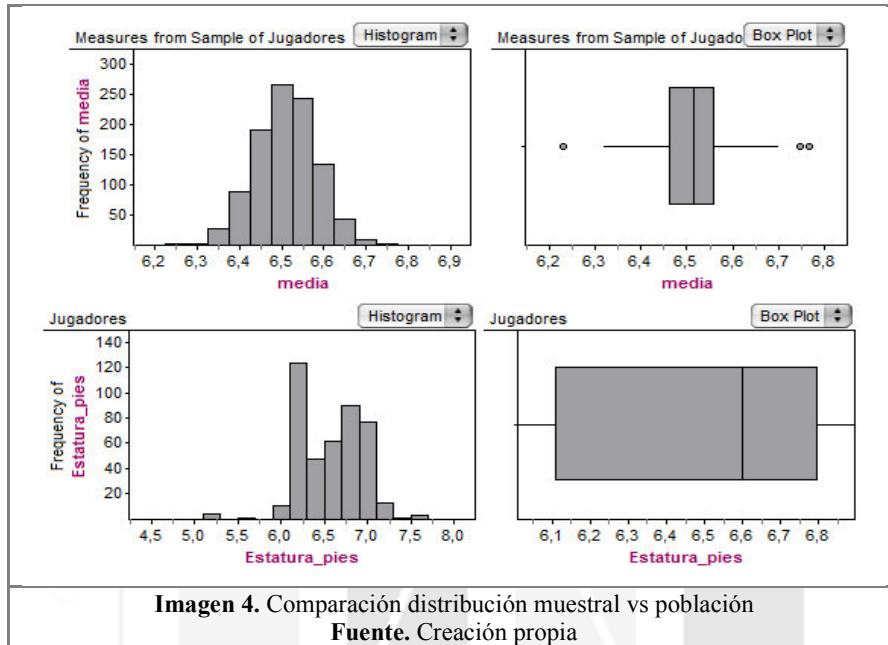 Measures from Sample of Jugadores Histogram
Frequency of media
300
250
200
150
100
50
6,2 6,3 6,4 6,5 6,6 6,7 6,8 6,9
media
Measures from Sample of Jugado Box Plot
6,2 6,3 6,4 6,5 6,6 6,7 6,8
media
Jugadores Histogram
Frequency of
Estatura_pies
140
120
100
80
60
40
20
4,5 5,0 5,5 6,0 6,5 7,0 7,5 8,0
Estatura_pies
Jugadores Box Plot
6,1 6,2 6,3 6,4 6,5 6,6 6,7 6,8
Estatura_pies
Imagen 4. Comparación distribución muestral vs población
Fuente. Creación propia